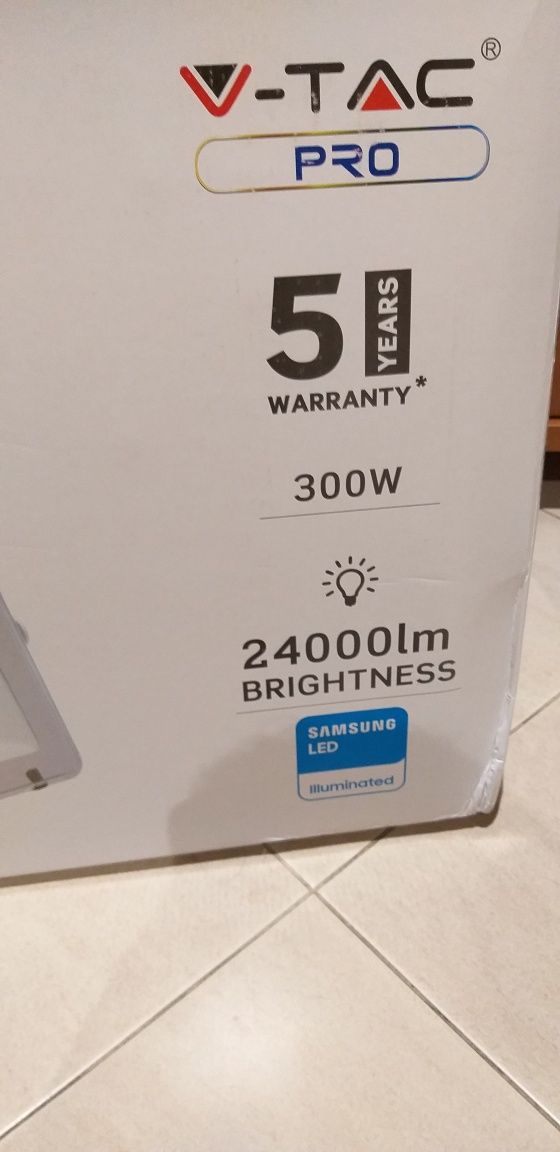 V-TAC®
PRO
5 YEARS
WARRANTY*
300W
24000lm
BRIGHTNESS
SAMSUNG
LED
Illuminated